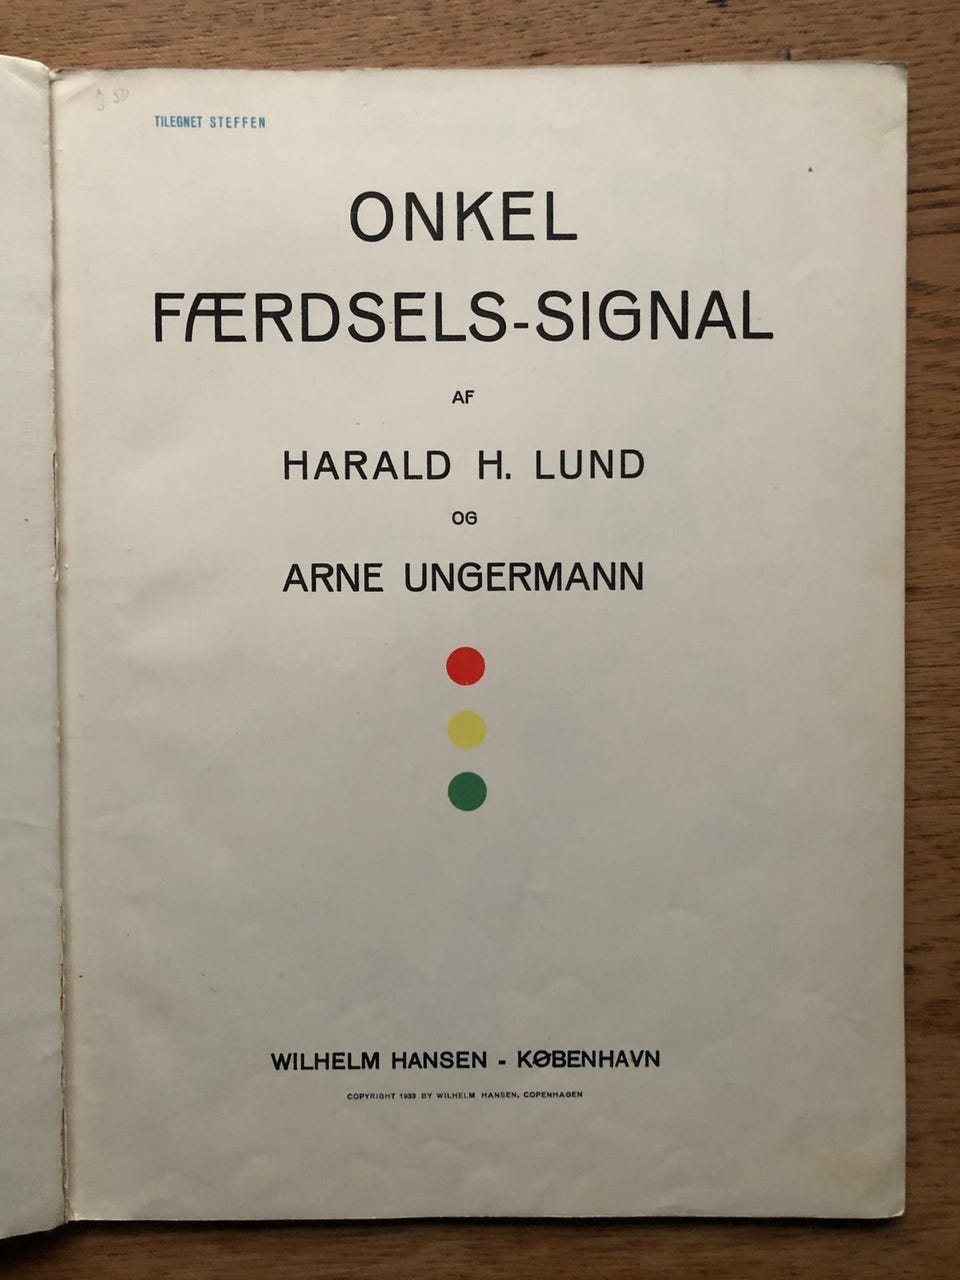 TILEGNET STEFFEN
ONKEL
FÆRDSELS-SIGNAL
AF
HARALD H. LUND
OG
ARNE UNGERMANN
WILHELM HANSEN - KØBENHAVN
COPYRIGHT 1933 BY WILHELM HANSEN, COPENHAGEN